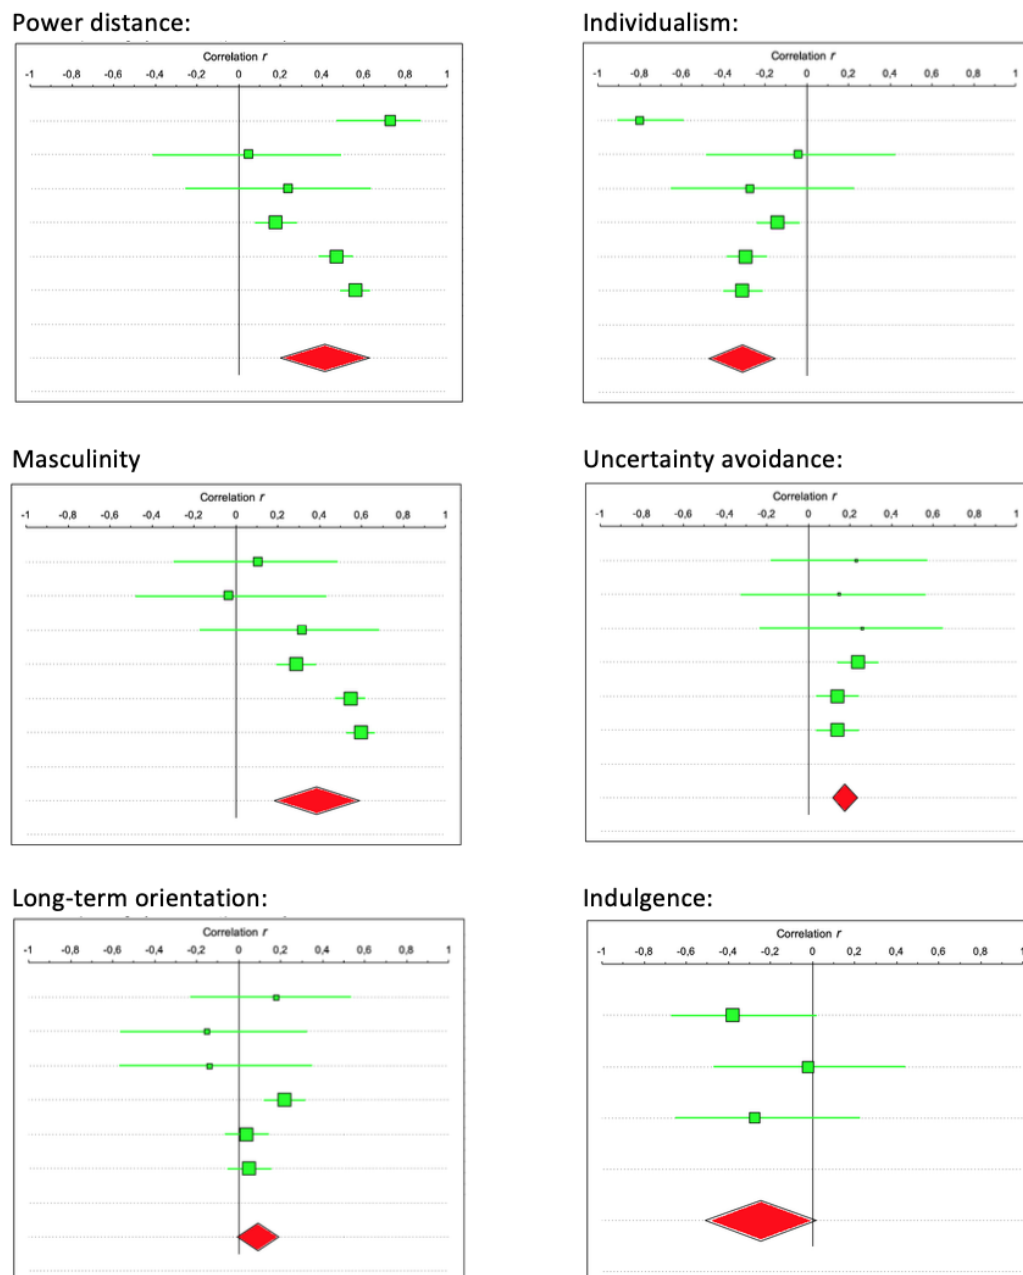 Power distance:
Correlation r
-1 -0,8 -0,6 -0,4 -0,2 0 0,2 0,4 0,6 0,8 1
Individualism:
Correlation r
-1 -0,8 -0,6 -0,4 -0,2 0 0,2 0,4 0,6 0,8 1
Masculinity
Correlation r
-1 -0,8 -0,6 -0,4 -0,2 0 0,2 0,4 0,6 0,8 1
Uncertainty avoidance:
Correlation r
-1 -0,8 -0,6 -0,4 -0,2 0 0,2 0,4 0,6 0,8 1
Long-term orientation:
Correlation r
-1 -0,8 -0,6 -0,4 -0,2 0 0,2 0,4 0,6 0,8 1
Indulgence:
Correlation r
-1 -0,8 -0,6 -0,4 -0,2 0 0,2 0,4 0,6 0,8 1